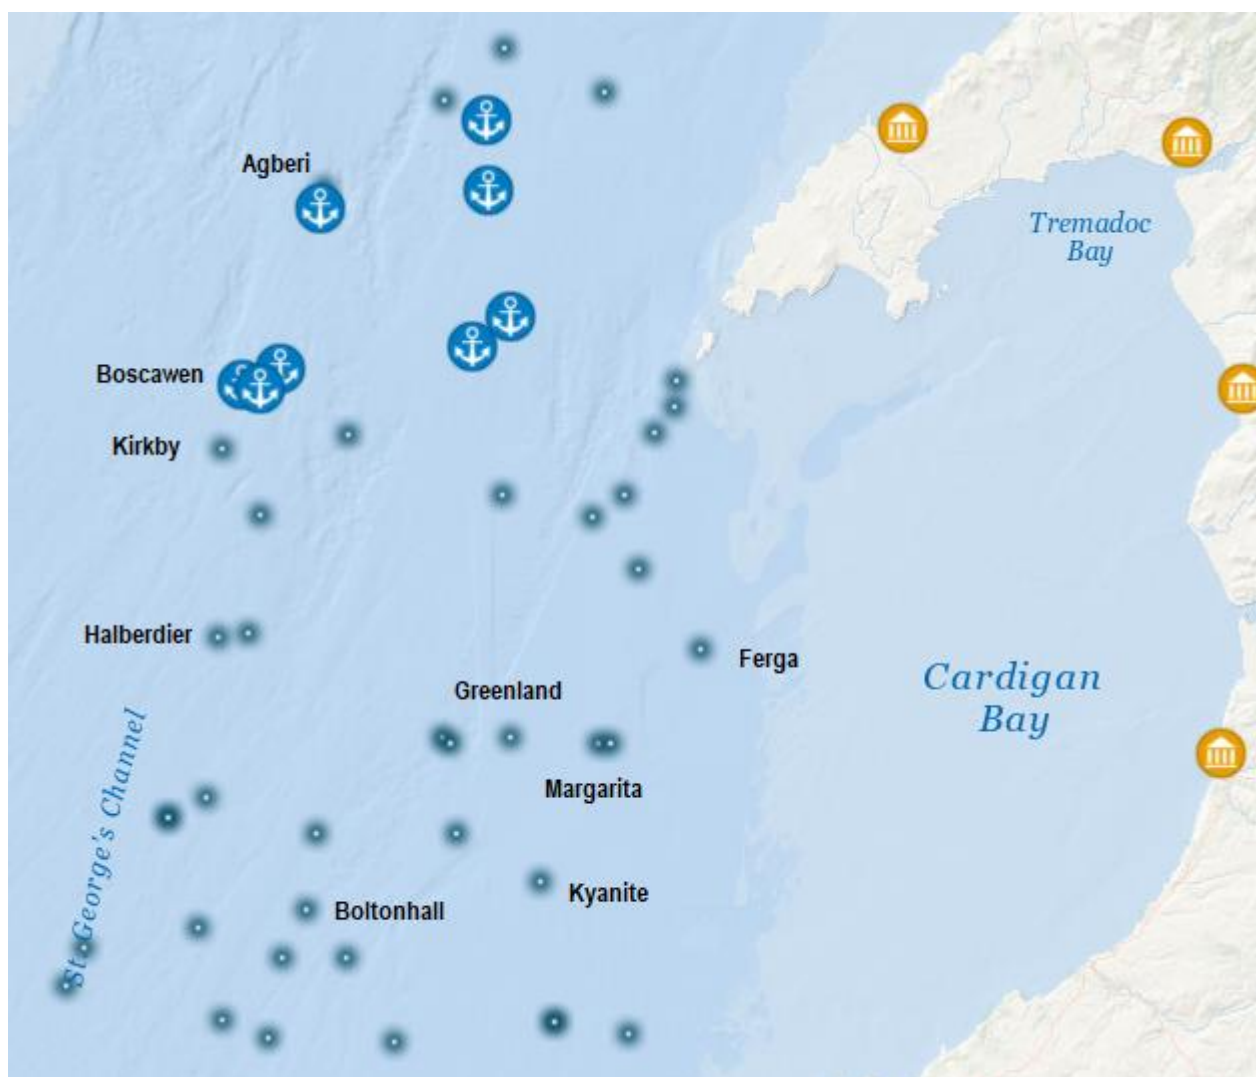 Agberi
Tremadoc
Bay
Boscawen
Kirkby
Halberdier
Ferga
Greenland
Cardigan
Bay
Margarita
St. George's Channel
Kyanite
Boltonhall